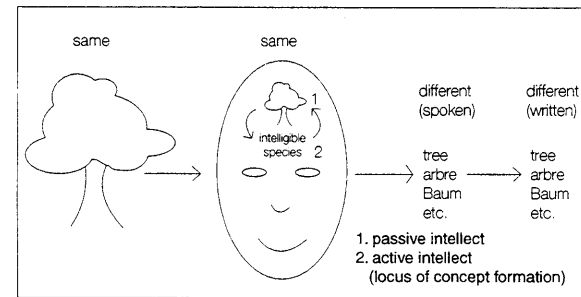 same
same
1
intelligible
species 2
different
(spoken)
different
(written)
tree
arbre
Baum
etc.
tree
arbre
Baum
etc.
1. passive intellect
2. active intellect
(locus of concept formation)